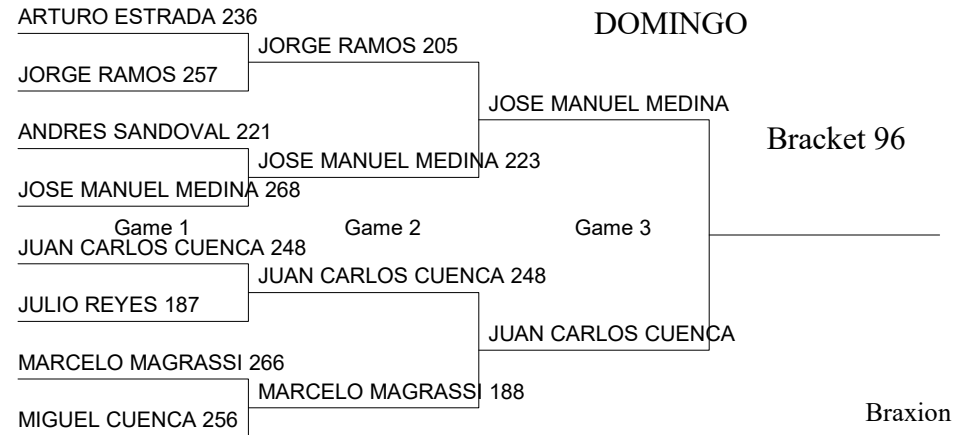 ARTURO ESTRADA 236
DOMINGO
JORGE RAMOS 205
JORGE RAMOS 257
JOSE MANUEL MEDINA
ANDRES SANDOVAL 221
Bracket 96
JOSE MANUEL MEDINA 223
JOSE MANUEL MEDINA 268
Game 1 Game 2 Game 3
JUAN CARLOS CUENCA 248
JUAN CARLOS CUENCA 248
JULIO REYES 187
JUAN CARLOS CUENCA
MARCELO MAGRASSI 266
MARCELO MAGRASSI 188
MIGUEL CUENCA 256
Braxion